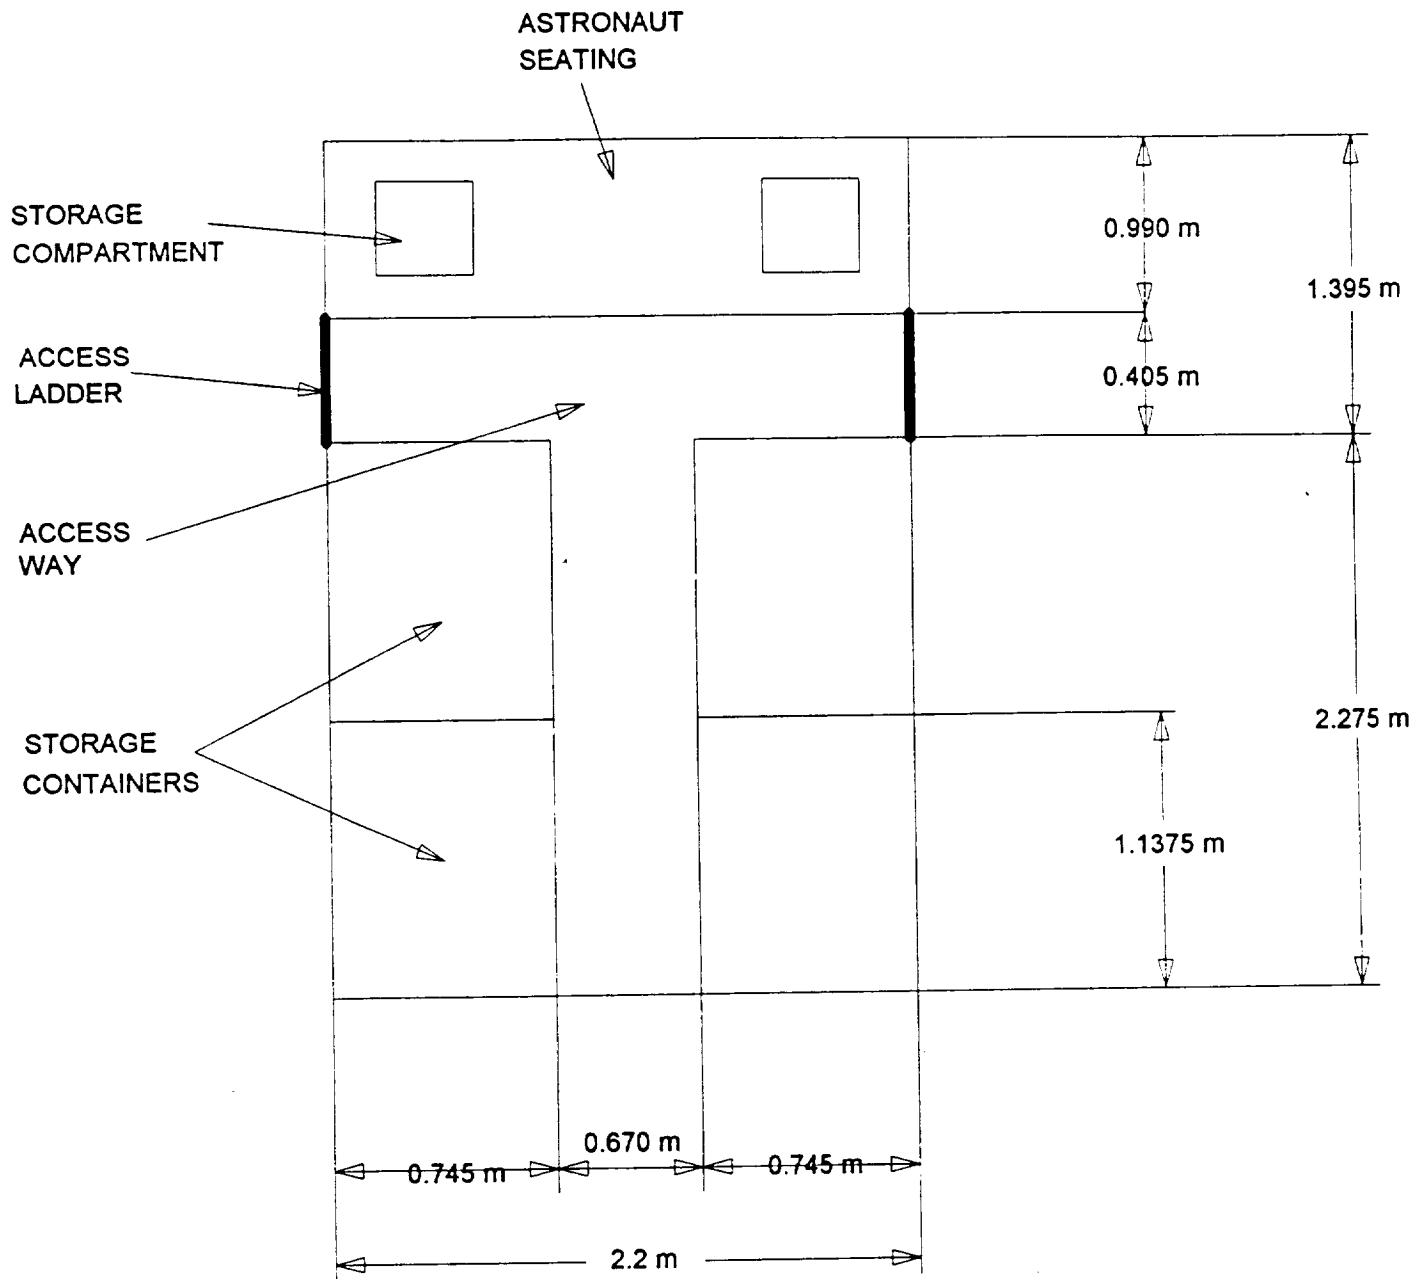 ASTRONAUT
SEATING
STORAGE
COMPARTMENT
0.990 m
1.395 m
ACCESS
LADDER
0.405 m
ACCESS
WAY
STORAGE
CONTAINERS
2.275 m
1.1375 m
0.745 m
0.670 m
0.745 m
2.2 m